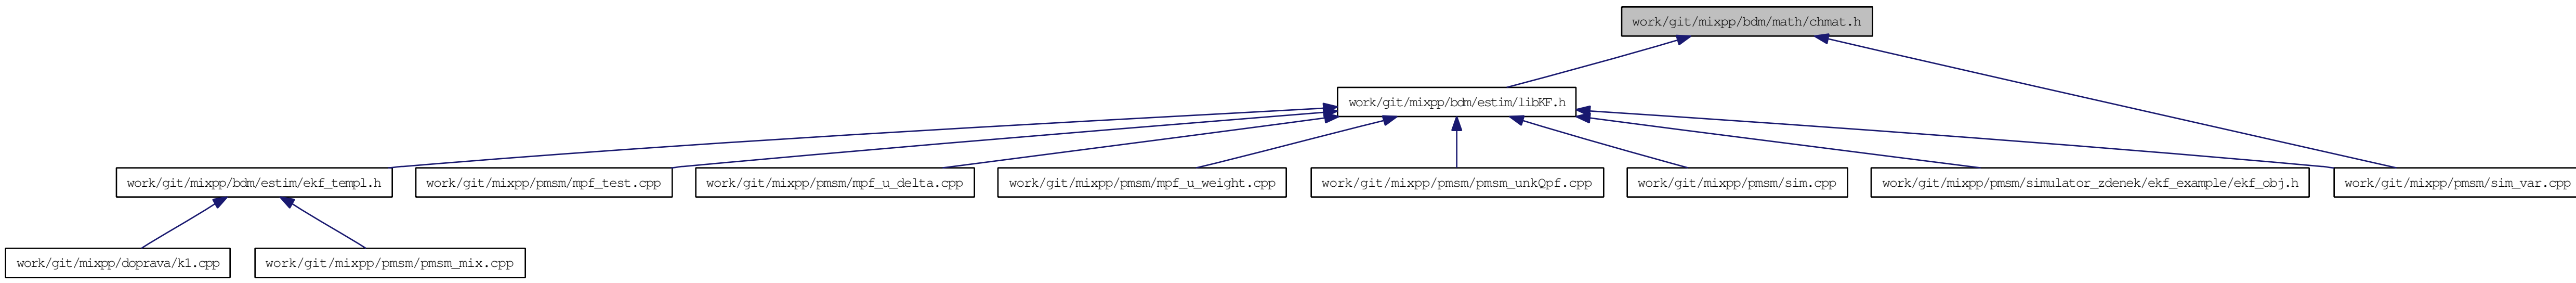 work/git/mixpp/bdm/math/chmat.h
work/git/mixpp/bdm/estim/libKF.h
work/git/mixpp/bdm/estim/ekf_templ.h
work/git/mixpp/pmsm/mpf_test.cpp
work/git/mixpp/pmsm/mpf_u_delta.cpp
work/git/mixpp/pmsm/mpf_u_weight.cpp
work/git/mixpp/pmsm/pmsm_unkQpf.cpp
work/git/mixpp/pmsm/sim.cpp
work/git/mixpp/pmsm/simulator_zdenek/ekf_example/ekf_obj.h
work/git/mixpp/pmsm/sim_var.cpp
work/git/mixpp/doprava/k1.cpp
work/git/mixpp/pmsm/pmsm_mix.cpp